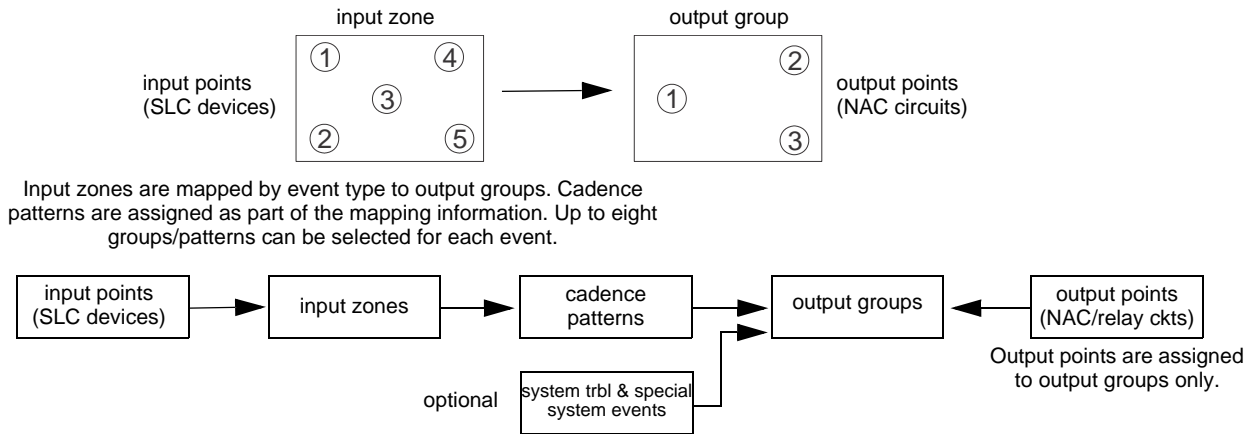 input zone
output group
input points
(SLC devices)
1
4
3
2
5
2
1
3
output points
(NAC circuits)
Input zones are mapped by event type to output groups. Cadence
patterns are assigned as part of the mapping information. Up to eight
groups/patterns can be selected for each event.
input points
(SLC devices)
input zones
cadence
patterns
output groups
output points
(NAC/relay ckts)
Output points are assigned
to output groups only.
optional
system trbl & special
system events